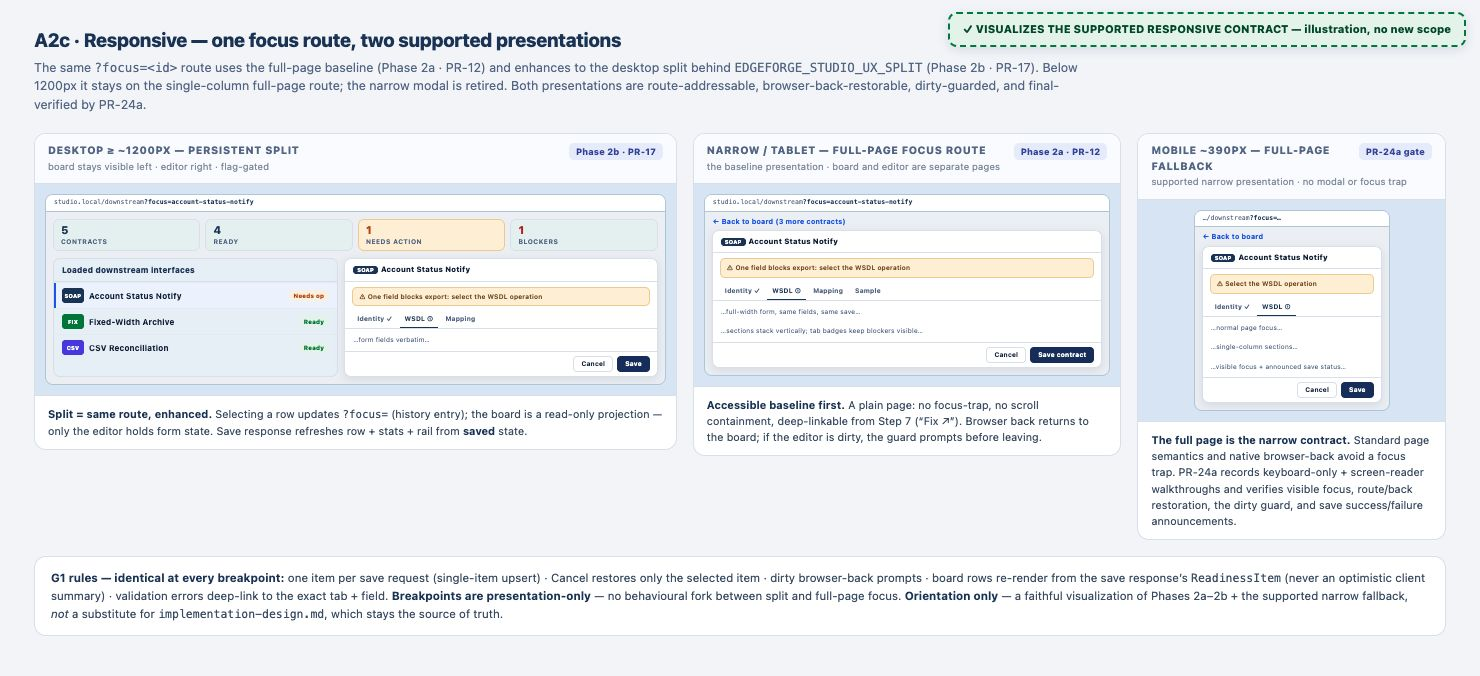 ✓ VISUALIZES THE SUPPORTED RESPONSIVE CONTRACT — illustration, no new scope
A2c · Responsive — one focus route, two supported presentations
The same ?focus=<id> route uses the full-page baseline (Phase 2a · PR-12) and enhances to the desktop split behind EDGEFORGE_STUDIO_UX_SPLIT (Phase 2b · PR-17). Below
1200px it stays on the single-column full-page route; the narrow modal is retired. Both presentations are route-addressable, browser-back-restorable, dirty-guarded, and final-
verified by PR-24a.
DESKTOP ≥ ~1200PX — PERSISTENT SPLIT
Phase 2b · PR-17
board stays visible left · editor right · flag-gated
studio.local/downstream?focus=account-status-notify
5
CONTRACTS
4
READY
1
NEEDS ACTION
1
BLOCKERS
Loaded downstream interfaces
SOAP Account Status Notify Needs op
FIX Fixed-Width Archive Ready
CSV CSV Reconciliation Ready
SOAP Account Status Notify
⚠ One field blocks export: select the WSDL operation
Identity ✓ WSDL ⊙ Mapping
…form fields verbatim…
Cancel Save
Split = same route, enhanced. Selecting a row updates ?focus= (history entry); the board is a read-only projection —
only the editor holds form state. Save response refreshes row + stats + rail from saved state.
NARROW / TABLET — FULL-PAGE FOCUS ROUTE
Phase 2a · PR-12
the baseline presentation · board and editor are separate pages
studio.local/downstream?focus=account-status-notify
← Back to board (3 more contracts)
SOAP Account Status Notify
⚠ One field blocks export: select the WSDL operation
Identity ✓ WSDL ⊙ Mapping Sample
…full-width form, same fields, same save…
…sections stack vertically; tab badges keep blockers visible…
Cancel Save contract
Accessible baseline first. A plain page: no focus-trap, no scroll
containment, deep-linkable from Step 7 (“Fix ↗”). Browser back returns to
the board; if the editor is dirty, the guard prompts before leaving.
MOBILE ~390PX — FULL-PAGE
FALLBACK
PR-24a gate
supported narrow presentation · no modal or focus trap
…/downstream?focus=…
← Back to board
SOAP Account Status Notify
⚠ Select the WSDL operation
Identity ✓ WSDL ⊙
…normal page focus…
…single-column sections…
…visible focus + announced save status…
Cancel Save
The full page is the narrow contract. Standard page
semantics and native browser-back avoid a focus
trap. PR-24a records keyboard-only + screen-reader
walkthroughs and verifies visible focus, route/back
restoration, the dirty guard, and save success/failure
announcements.
G1 rules — identical at every breakpoint: one item per save request (single-item upsert) · Cancel restores only the selected item · dirty browser-back prompts · board rows re-render from the save response’s ReadinessItem (never an optimistic client
summary) · validation errors deep-link to the exact tab + field. Breakpoints are presentation-only — no behavioural fork between split and full-page focus. Orientation only — a faithful visualization of Phases 2a–2b + the supported narrow fallback,
not a substitute for implementation-design.md, which stays the source of truth.